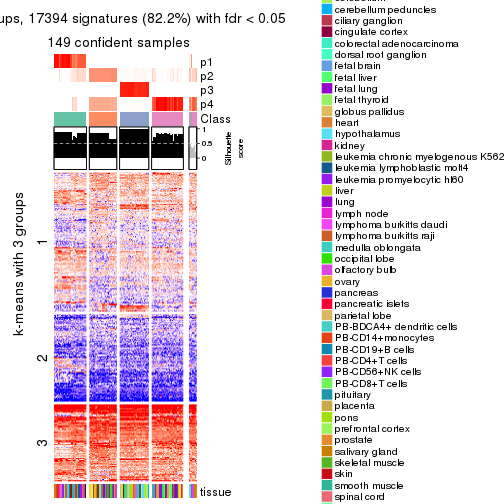 ups, 17394 signatures (82.2%) with fdr < 0.05
149 confident samples
p1
p2
p3
p4
Class
1
0.5
0
Silhouette
score
k-means with 3 groups
1
2
3
tissue
cerebellum peduncles
ciliary ganglion
cingulate cortex
colorectal adenocarcinoma
dorsal root ganglion
fetal brain
fetal liver
fetal lung
fetal thyroid
globus pallidus
heart
hypothalamus
kidney
leukemia chronic myelogenous K562
leukemia lymphoblastic molt4
leukemia promyelocytic hl60
liver
lung
lymph node
lymphoma burkitts daudi
lymphoma burkitts raji
medulla oblongata
occipital lobe
olfactory bulb
ovary
pancreas
pancreatic islets
parietal lobe
PB-BDCA4+ dendritic cells
PB-CD14+monocytes
PB-CD19+B cells
PB-CD4+T cells
PB-CD56+NK cells
PB-CD8+T cells
pituitary
placenta
pons
prefrontal cortex
prostate
salivary gland
skeletal muscle
skin
smooth muscle
spinal cord